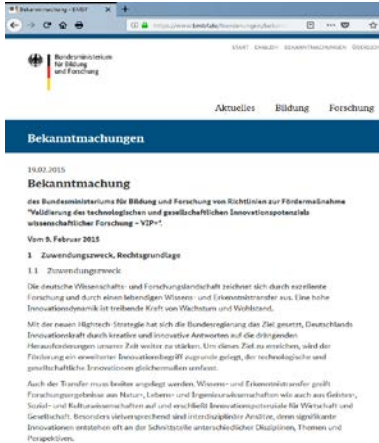 Bekanntmachung - BMBF
https://www.bmbf.de/foerderungen/bekan
START ENGLISH BEKANNTMACHUNGEN ÜBERSICH
Bundesministerium
für Bildung
und Forschung
Aktuelles Bildung Forschung
Bekanntmachungen
19.02.2015
Bekanntmachung
des Bundesministeriums für Bildung und Forschung von Richtlinien zur Fördermaßnahme
"Validierung des technologischen und gesellschaftlichen Innovationspotenzials
wissenschaftlicher Forschung – VIP+".
Vom 9. Februar 2015
1 Zuwendungszweck, Rechtsgrundlage
1.1 Zuwendungszweck
Die deutsche Wissenschafts- und Forschungslandschaft zeichnet sich durch exzellente
Forschung und durch einen lebendigen Wissens- und Erkenntnistransfer aus. Eine hohe
Innovationsdynamik ist treibende Kraft von Wachstum und Wohlstand.
Mit der neuen Hightech-Strategie hat sich die Bundesregierung das Ziel gesetzt, Deutschlands
Innovationskraft durch kreative und innovative Antworten auf die drängenden
Herausforderungen unserer Zeit weiter zu stärken. Um dieses Ziel zu erreichen, wird der
Förderung ein erweiterter Innovationsbegriff zugrunde gelegt, der technologische und
gesellschaftliche Innovationen gleichermaßen umfasst.
Auch der Transfer muss breiter angelegt werden. Wissens- und Erkenntnistransfer greift
Forschungsergebnisse aus Natur-, Lebens- und Ingenieurwissenschaften wie auch aus Geistes-,
Sozial- und Kulturwissenschaften auf und erschließt Innovationspotenziale für Wirtschaft und
Gesellschaft. Besonders vielversprechend sind interdisziplinäre Ansätze, denn signifikante
Innovationen entstehen oft an der Schnittstelle unterschiedlicher Disziplinen, Themen und
Perspektiven.